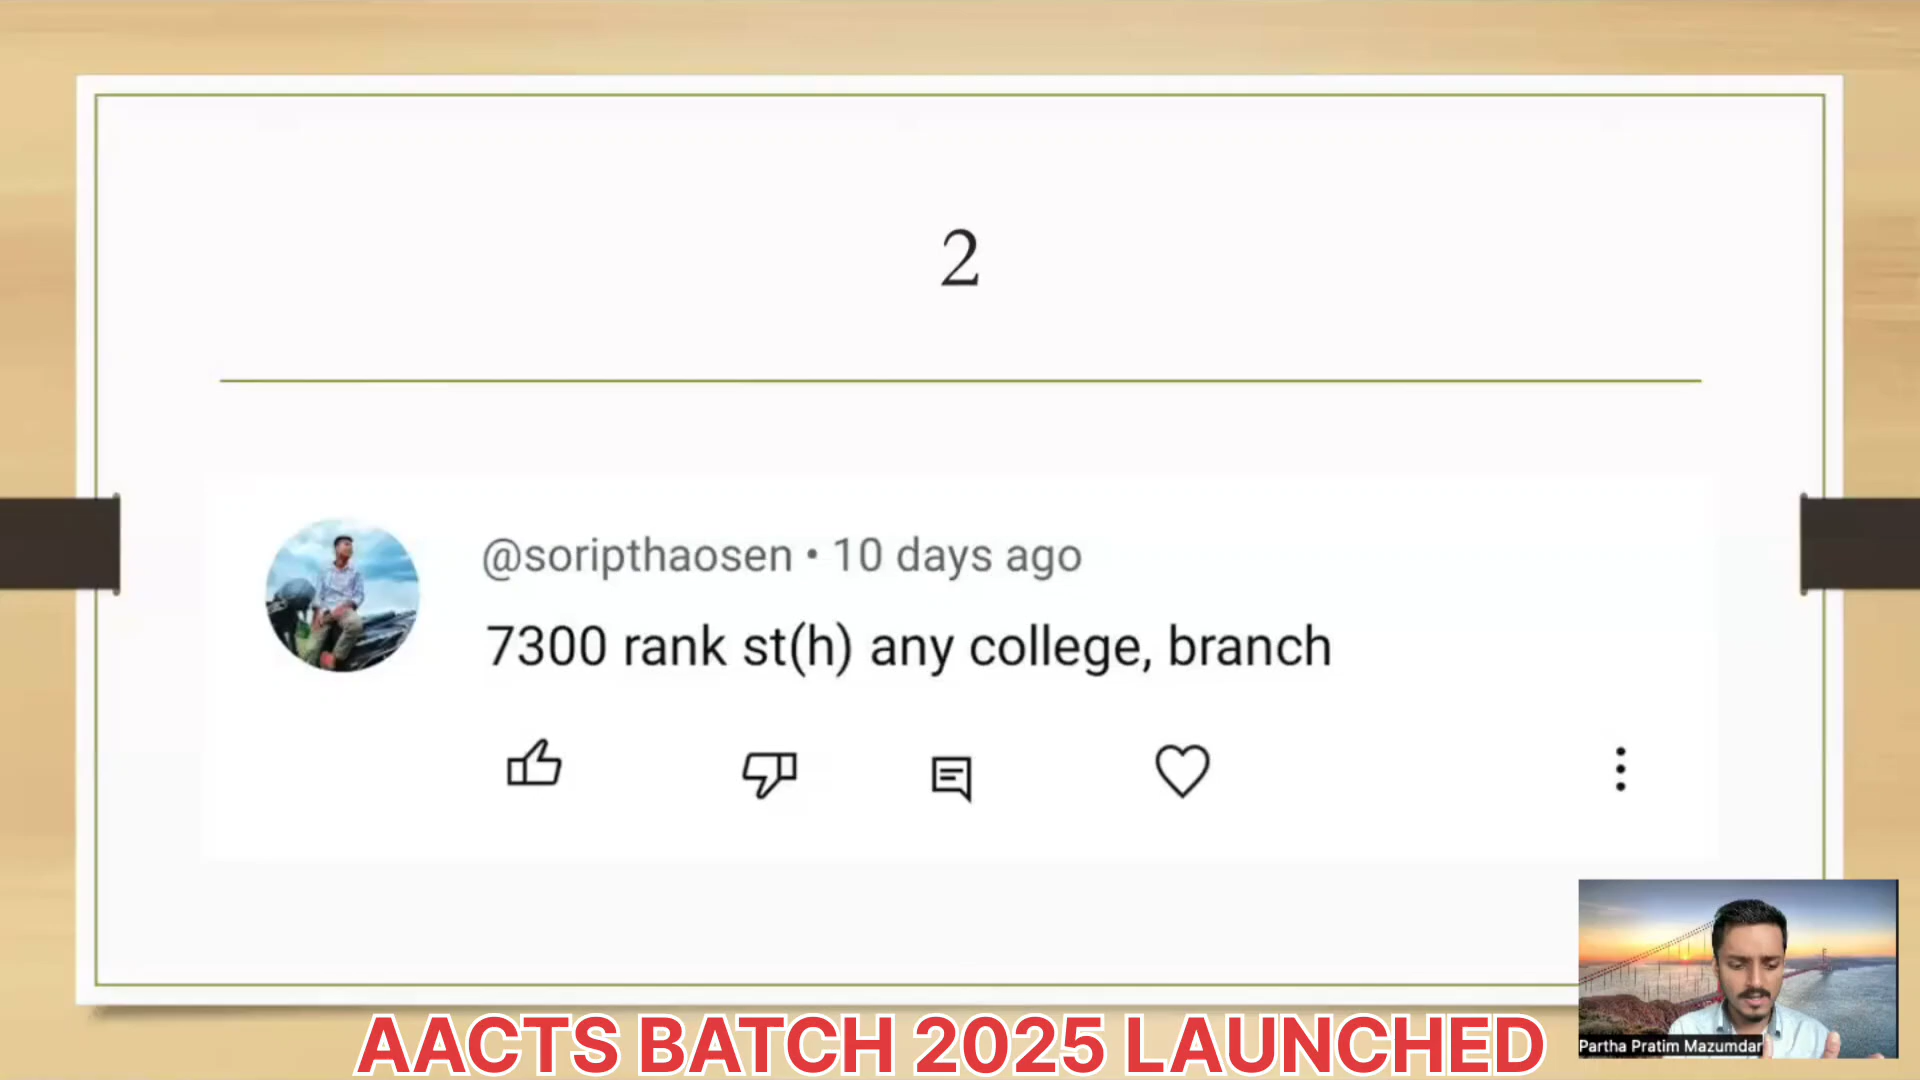 2
@soripthaosen • 10 days ago
7300 rank st(h) any college, branch
AACTS BATCH 2025 LAUNCHED
Partha Pratim Mazumdar